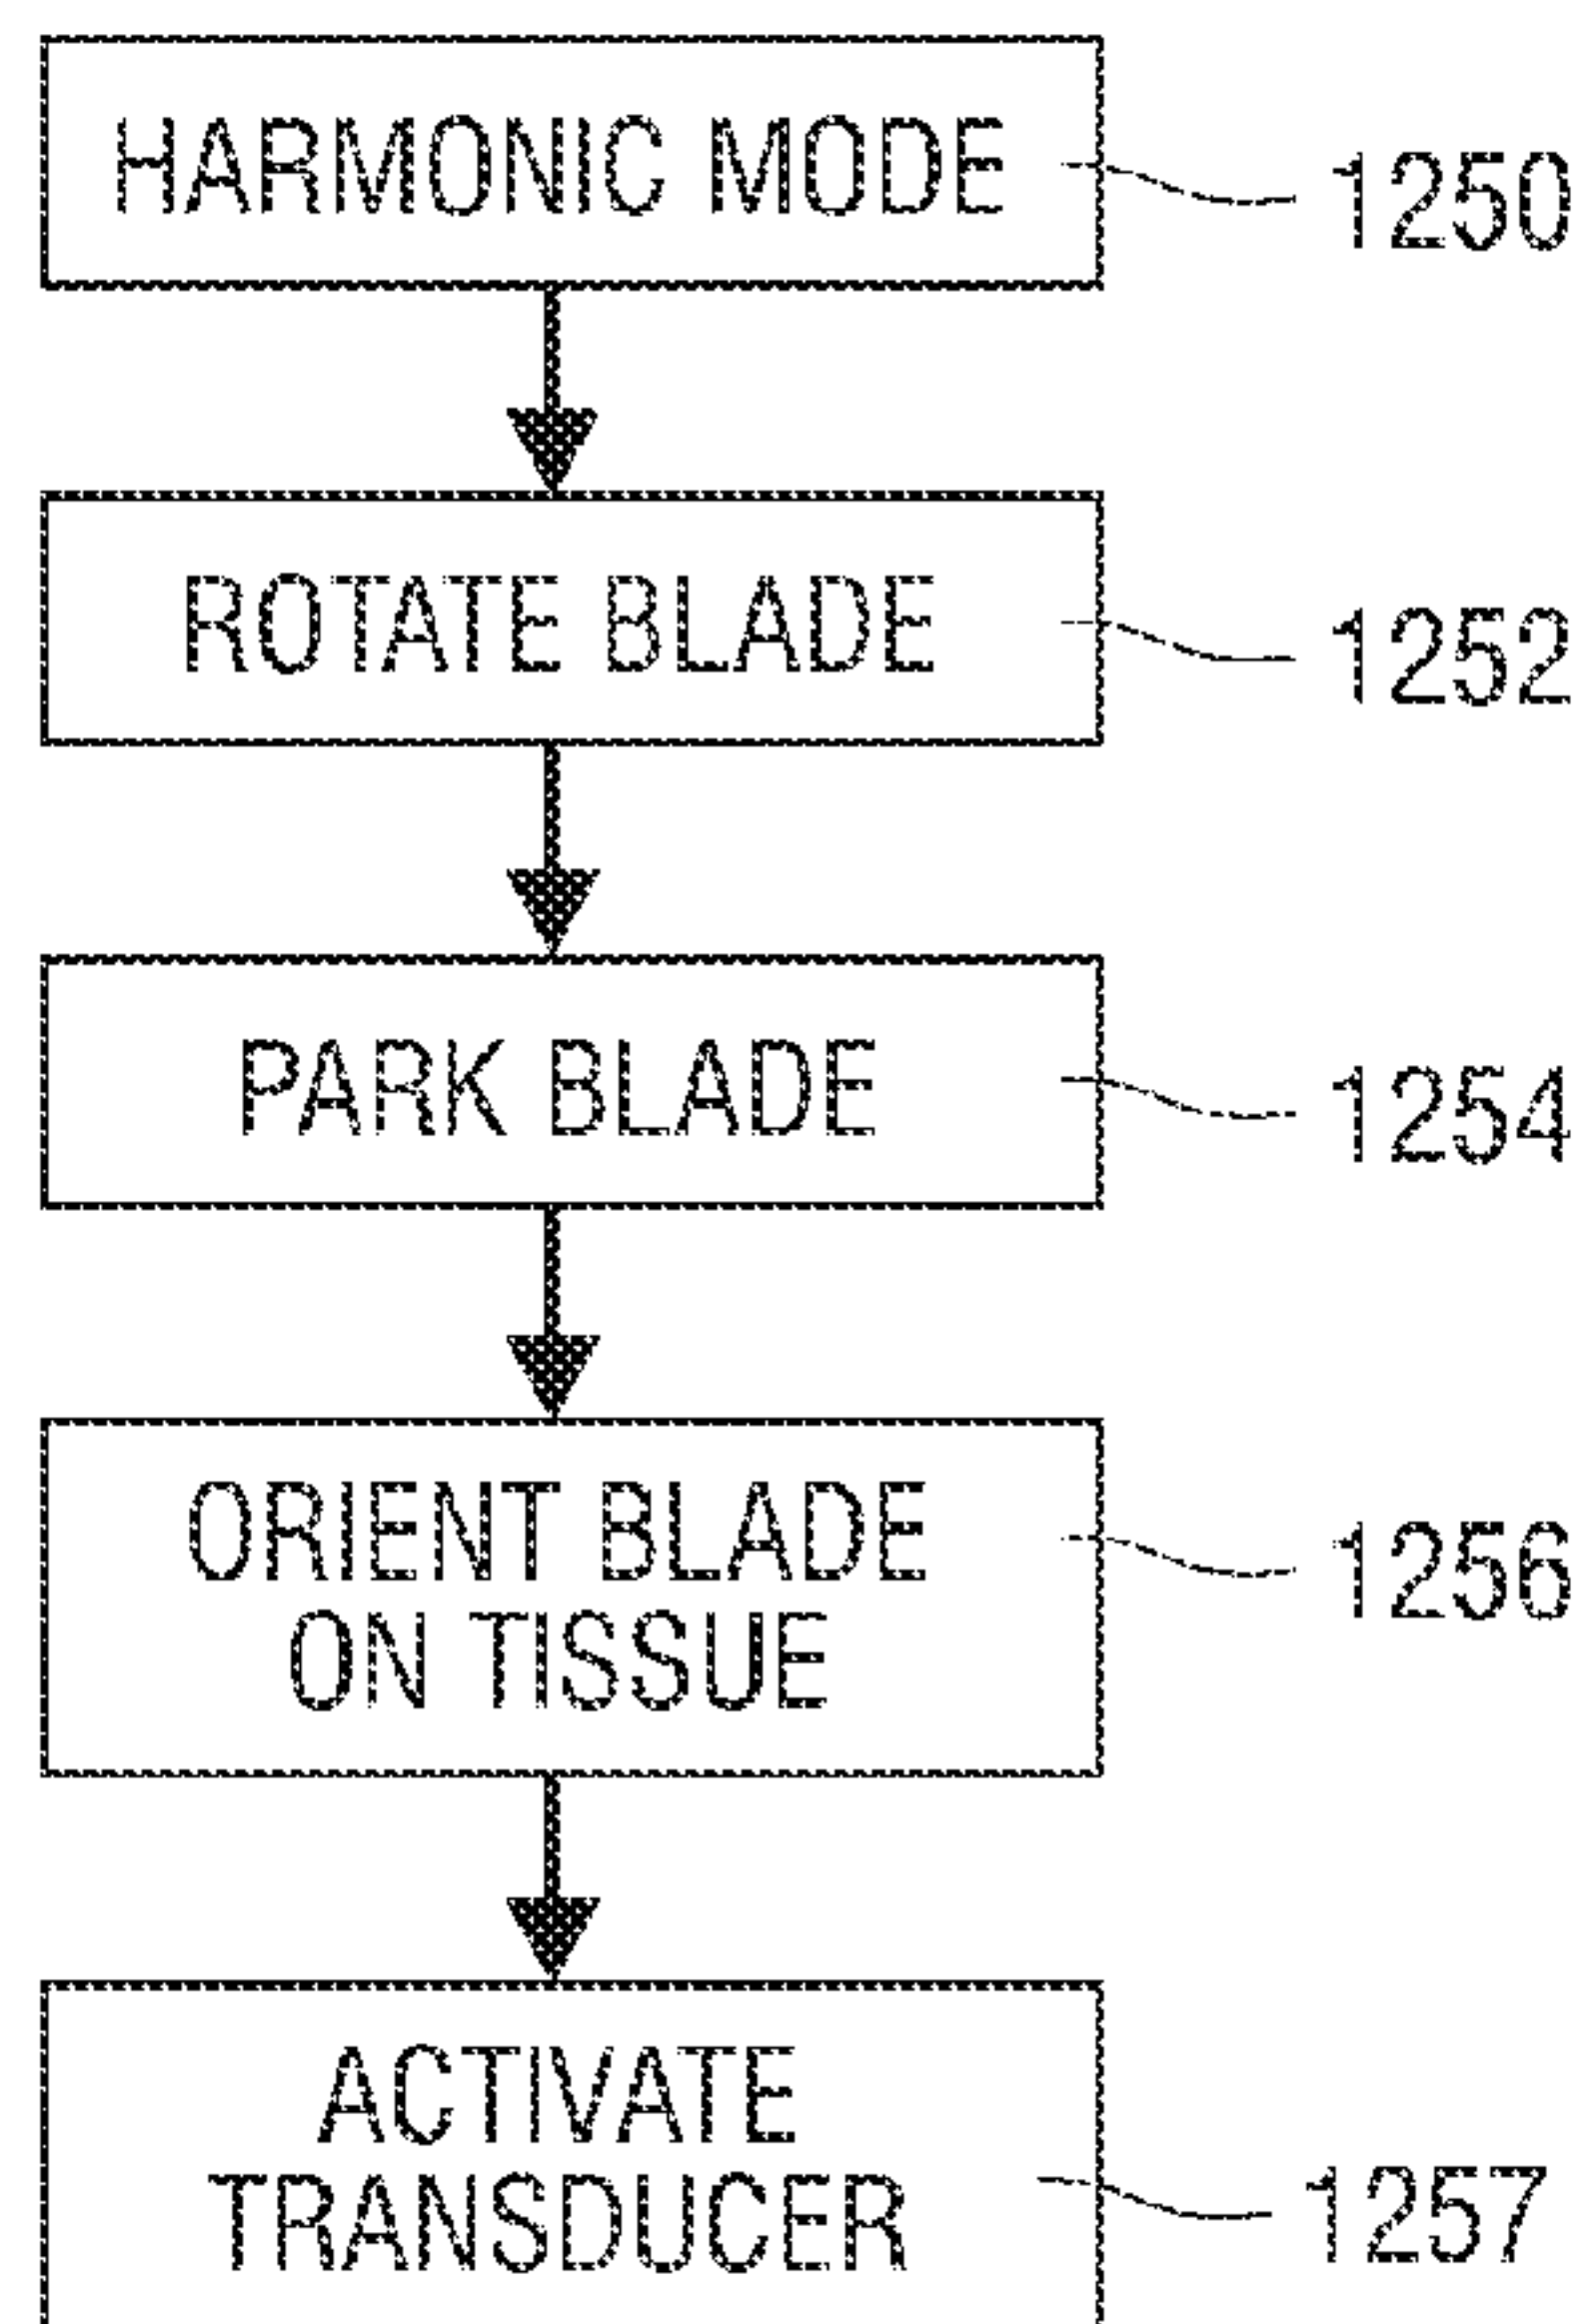 HARMONIC MODE
1250
ROTATE BLADE
1252
PARK BLADE
1254
ORIENT BLADE
ON TISSUE
1256
ACTIVATE
TRANSDUCER
1257